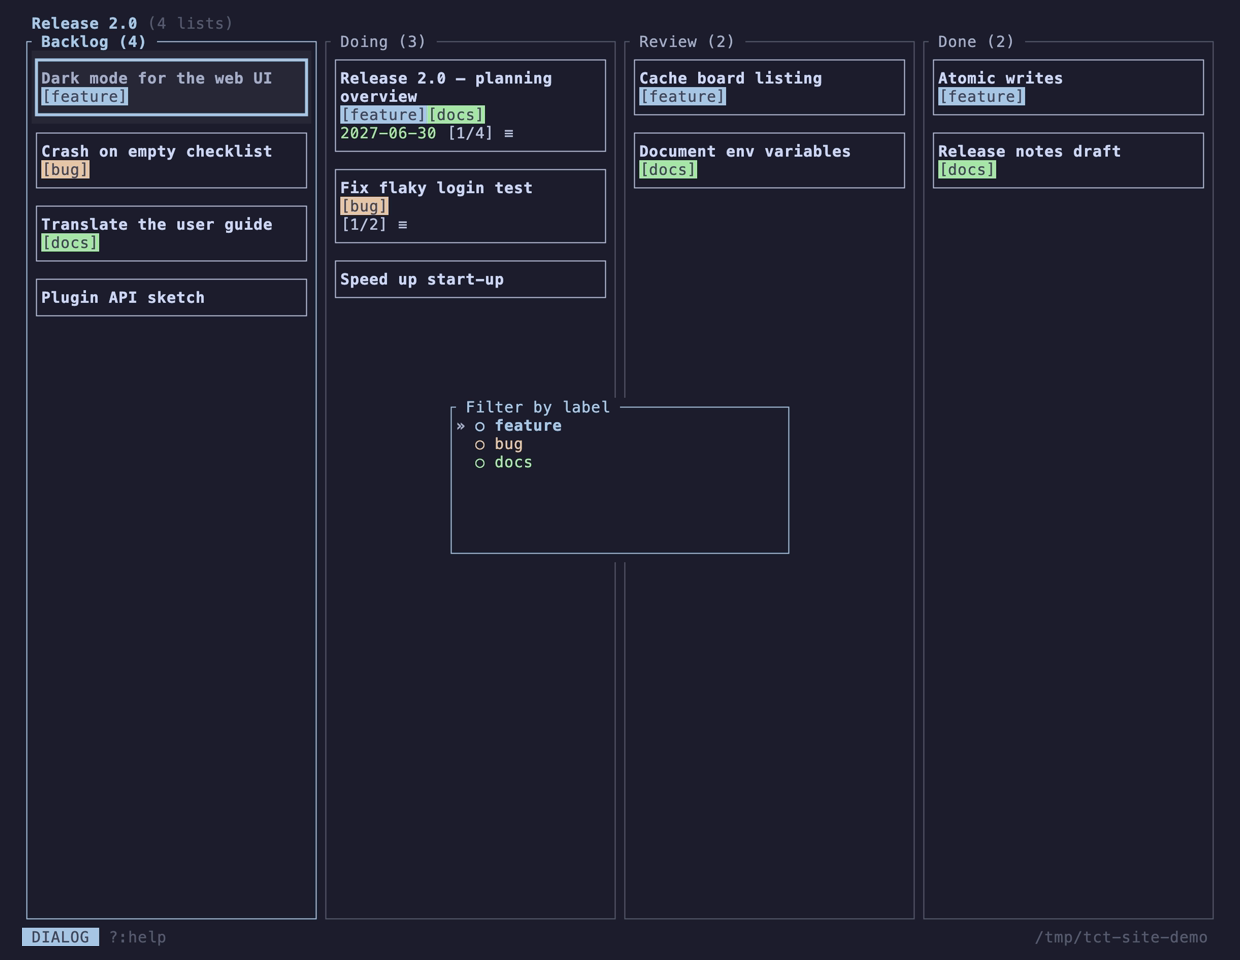 Release 2.0 (4 lists)
Backlog (4)
Dark mode for the web UI
[feature]
Crash on empty checklist
[bug]
Translate the user guide
[docs]
Plugin API sketch
Doing (3)
Release 2.0 — planning
overview
[feature][docs]
2027-06-30 [1/4] ≡
Fix flaky login test
[bug]
[1/2] ≡
Speed up start-up
Review (2)
Cache board listing
[feature]
Document env variables
[docs]
Done (2)
Atomic writes
[feature]
Release notes draft
[docs]
Filter by label
» ○ feature
○ bug
○ docs
DIALOG ?:help
/tmp/tct-site-demo